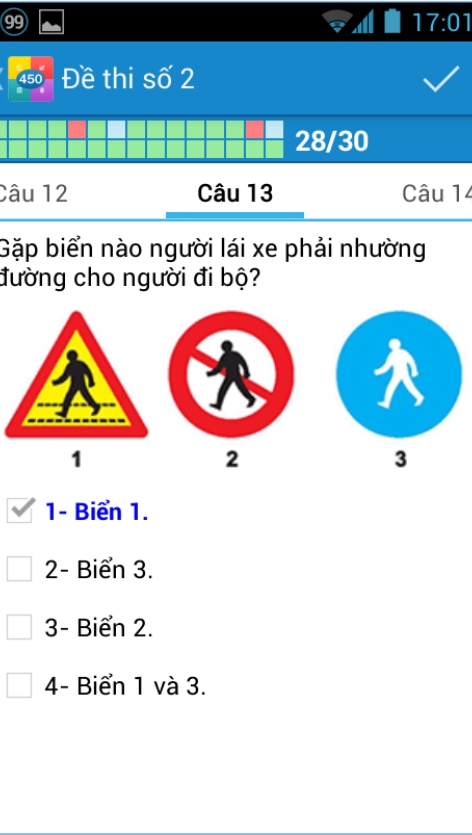 99
17:01
450
Đề thi số 2
28/30
Câu 12
Câu 13
Câu 14
Gặp biển nào người lái xe phải nhường
đường cho người đi bộ?
1
2
3
1- Biển 1.
2- Biển 3.
3- Biển 2.
4- Biển 1 và 3.